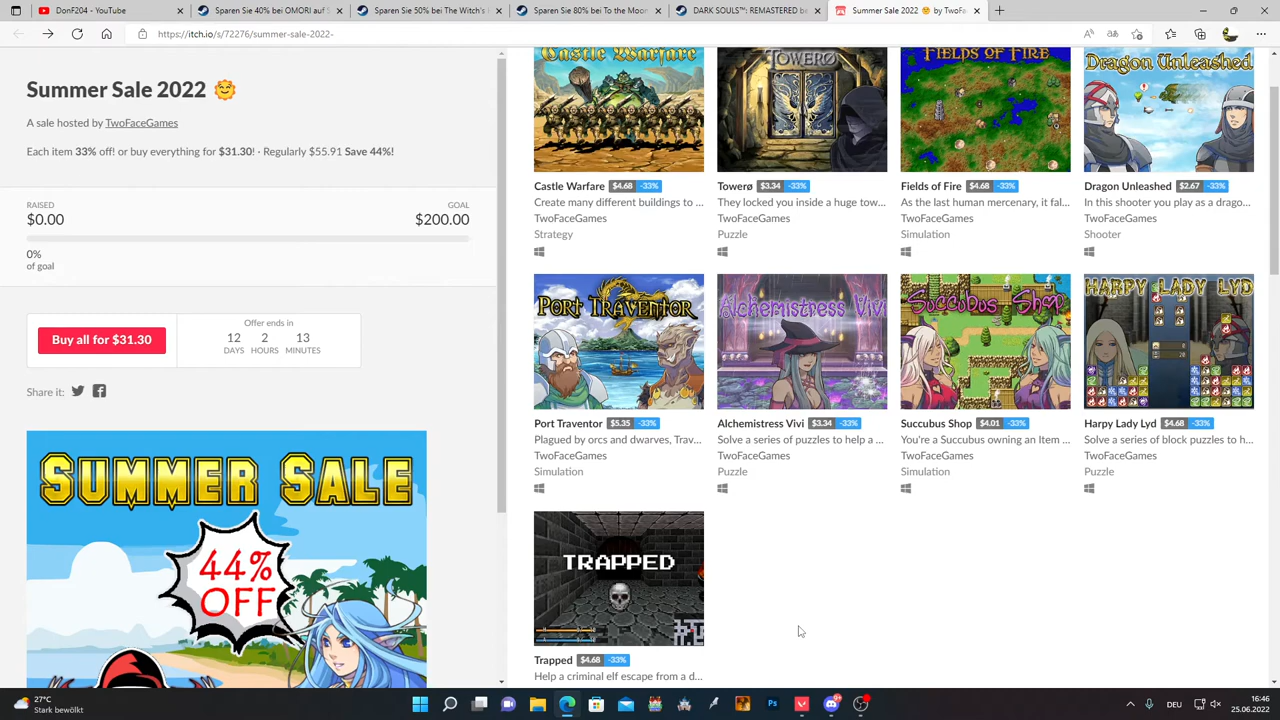 DonF204 - YouTube
Sparen Sie 40% OMORI auf S
Sparen Sie 50% bei The Witch's
Sparen Sie 80% bei To the Moon
DARK SOULS™: REMASTERED be
Summer Sale 2022 🥰 by TwoFa
https://itch.io/s/72276/summer-sale-2022-
Summer Sale 2022 🥰
A sale hosted by TwoFaceGames
Each item 33% off or buy everything for $31.30! · Regularly $55.91 Save 44%!
RAISED
GOAL
$0.00
$200.00
0%
of goal
Buy all for $31.30
Offer ends in
12
2
13
DAYS
HOURS
MINUTES
Share it:
SUMMER SALE
44%
OFF
Castle Warfare
TOWERØ
FIELDS OF FIRE
Dragon Unleashed
Castle Warfare $4.68 -33%
Create many different buildings to ...
TwoFaceGames
Strategy
Towerø $3.34 -33%
They locked you inside a huge tow...
TwoFaceGames
Puzzle
Fields of Fire $4.68 -33%
As the last human mercenary, it fal...
TwoFaceGames
Simulation
Dragon Unleashed $2.67 -33%
In this shooter you play as a drago...
TwoFaceGames
Shooter
PORT TRAVENTOR
Alchemistress Vivi
Succubus Shop
HARPY LADY LYD
Port Traventor $5.35 -33%
Plagued by orcs and dwarves, Trav...
TwoFaceGames
Simulation
Alchemistress Vivi $3.34 -33%
Solve a series of puzzles to help a ...
TwoFaceGames
Puzzle
Succubus Shop $4.01 -33%
You're a Succubus owning an Item ...
TwoFaceGames
Simulation
Harpy Lady Lyd $4.68 -33%
Solve a series of block puzzles to h...
TwoFaceGames
Puzzle
TRAPPED
Trapped $4.68 -33%
Help a criminal elf escape from a d...
27°C
Stark bewölkt
DEU
16:46
25.06.2022